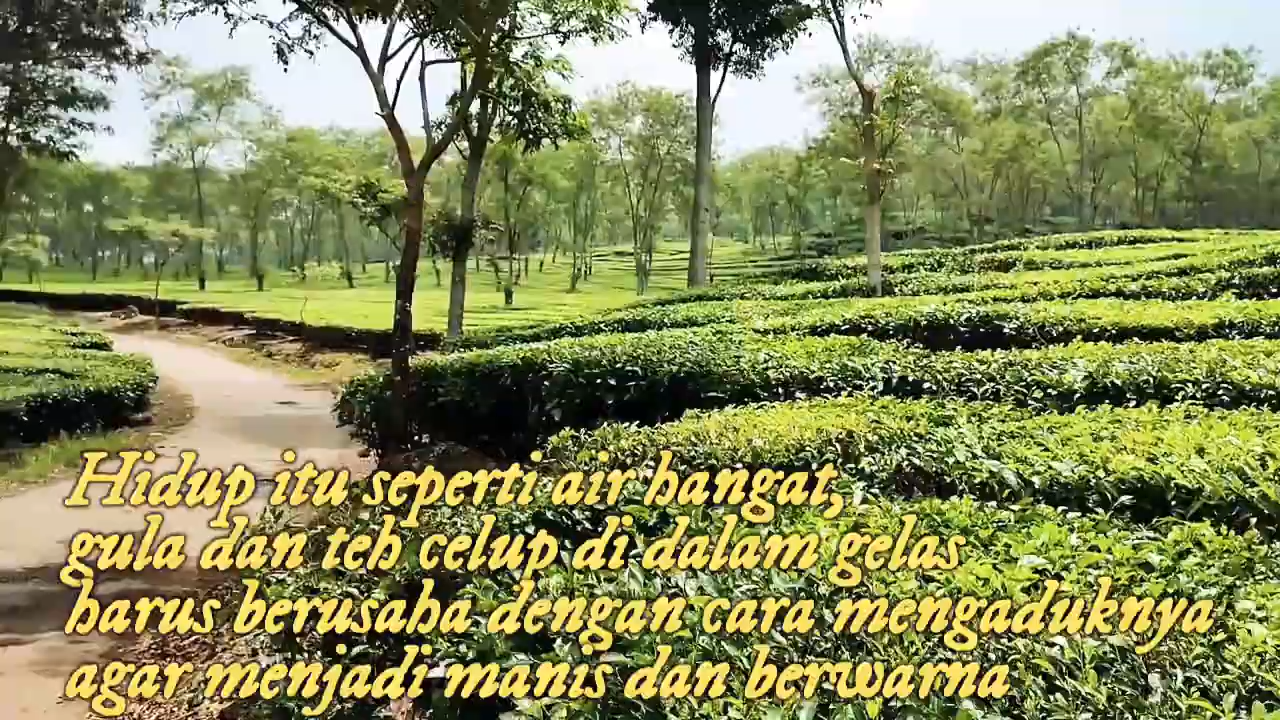 Hidup itu seperti air hangat,
gula dan teh celup di dalam gelas
harus berusaha dengan cara mengaduknya
agar menjadi manis dan berwarna